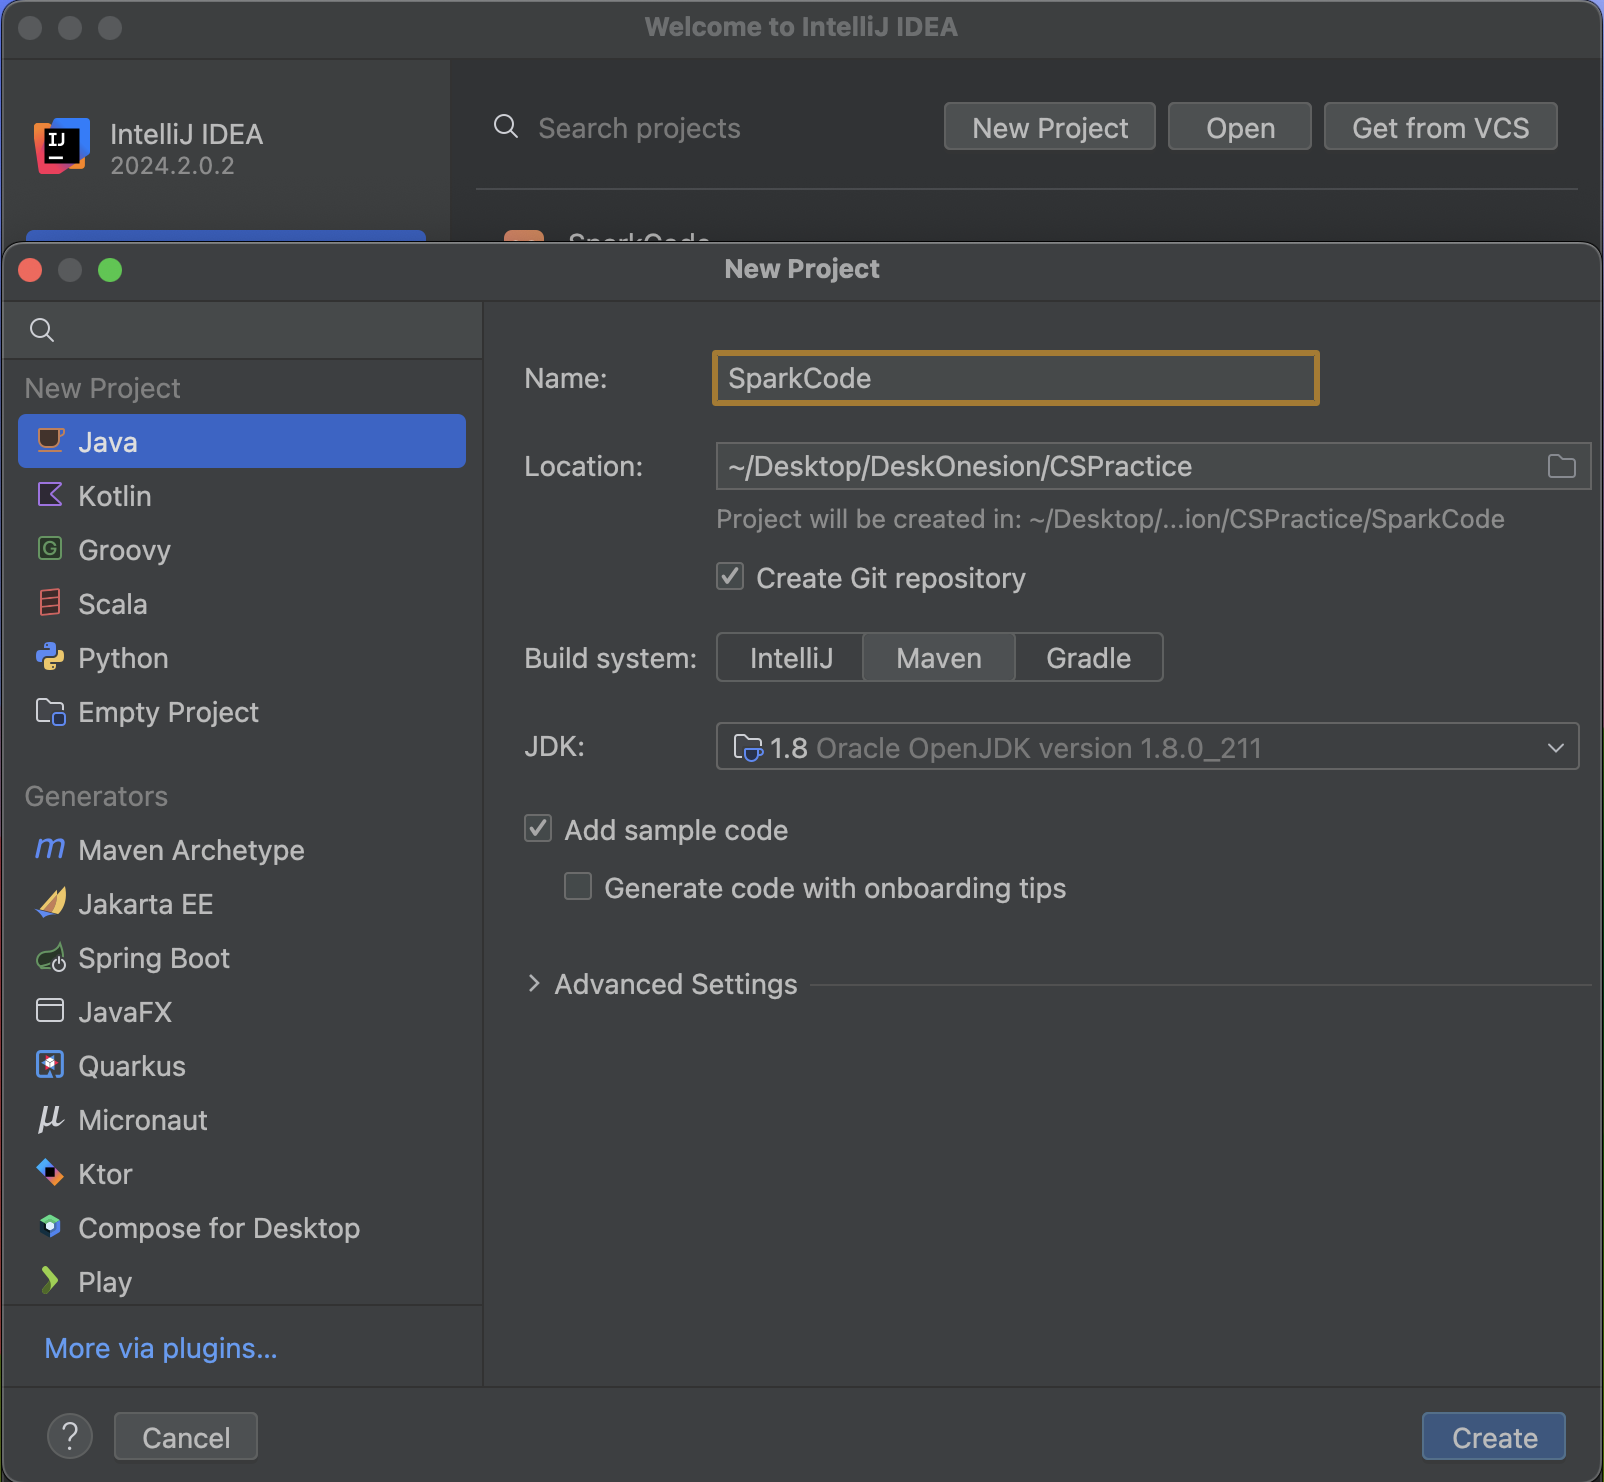 Welcome to IntelliJ IDEA
IJ
IntelliJ IDEA
2024.2.0.2
Search projects
New Project
Open
Get from VCS
SparkCode
New Project
New Project
Java
Kotlin
G
Groovy
Scala
Python
Empty Project
Generators
m
Maven Archetype
Jakarta EE
Spring Boot
JavaFX
Quarkus
μ
Micronaut
Ktor
Compose for Desktop
Play
More via plugins...
Name:
SparkCode
Location:
~/Desktop/DeskOnesion/CSPractice
Project will be created in: ~/Desktop/...ion/CSPractice/SparkCode
Create Git repository
Build system:
IntelliJ
Maven
Gradle
JDK:
1.8 Oracle OpenJDK version 1.8.0_211
Add sample code
Generate code with onboarding tips
Advanced Settings
?
Cancel
Create